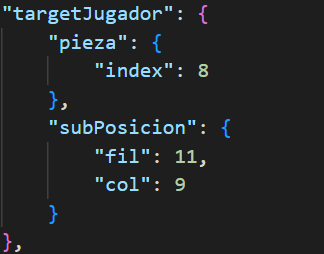 "targetJugador": {
    "pieza": {
        "index": 8
    },
    "subPosicion": {
        "fil": 11,
        "col": 9
    }
},